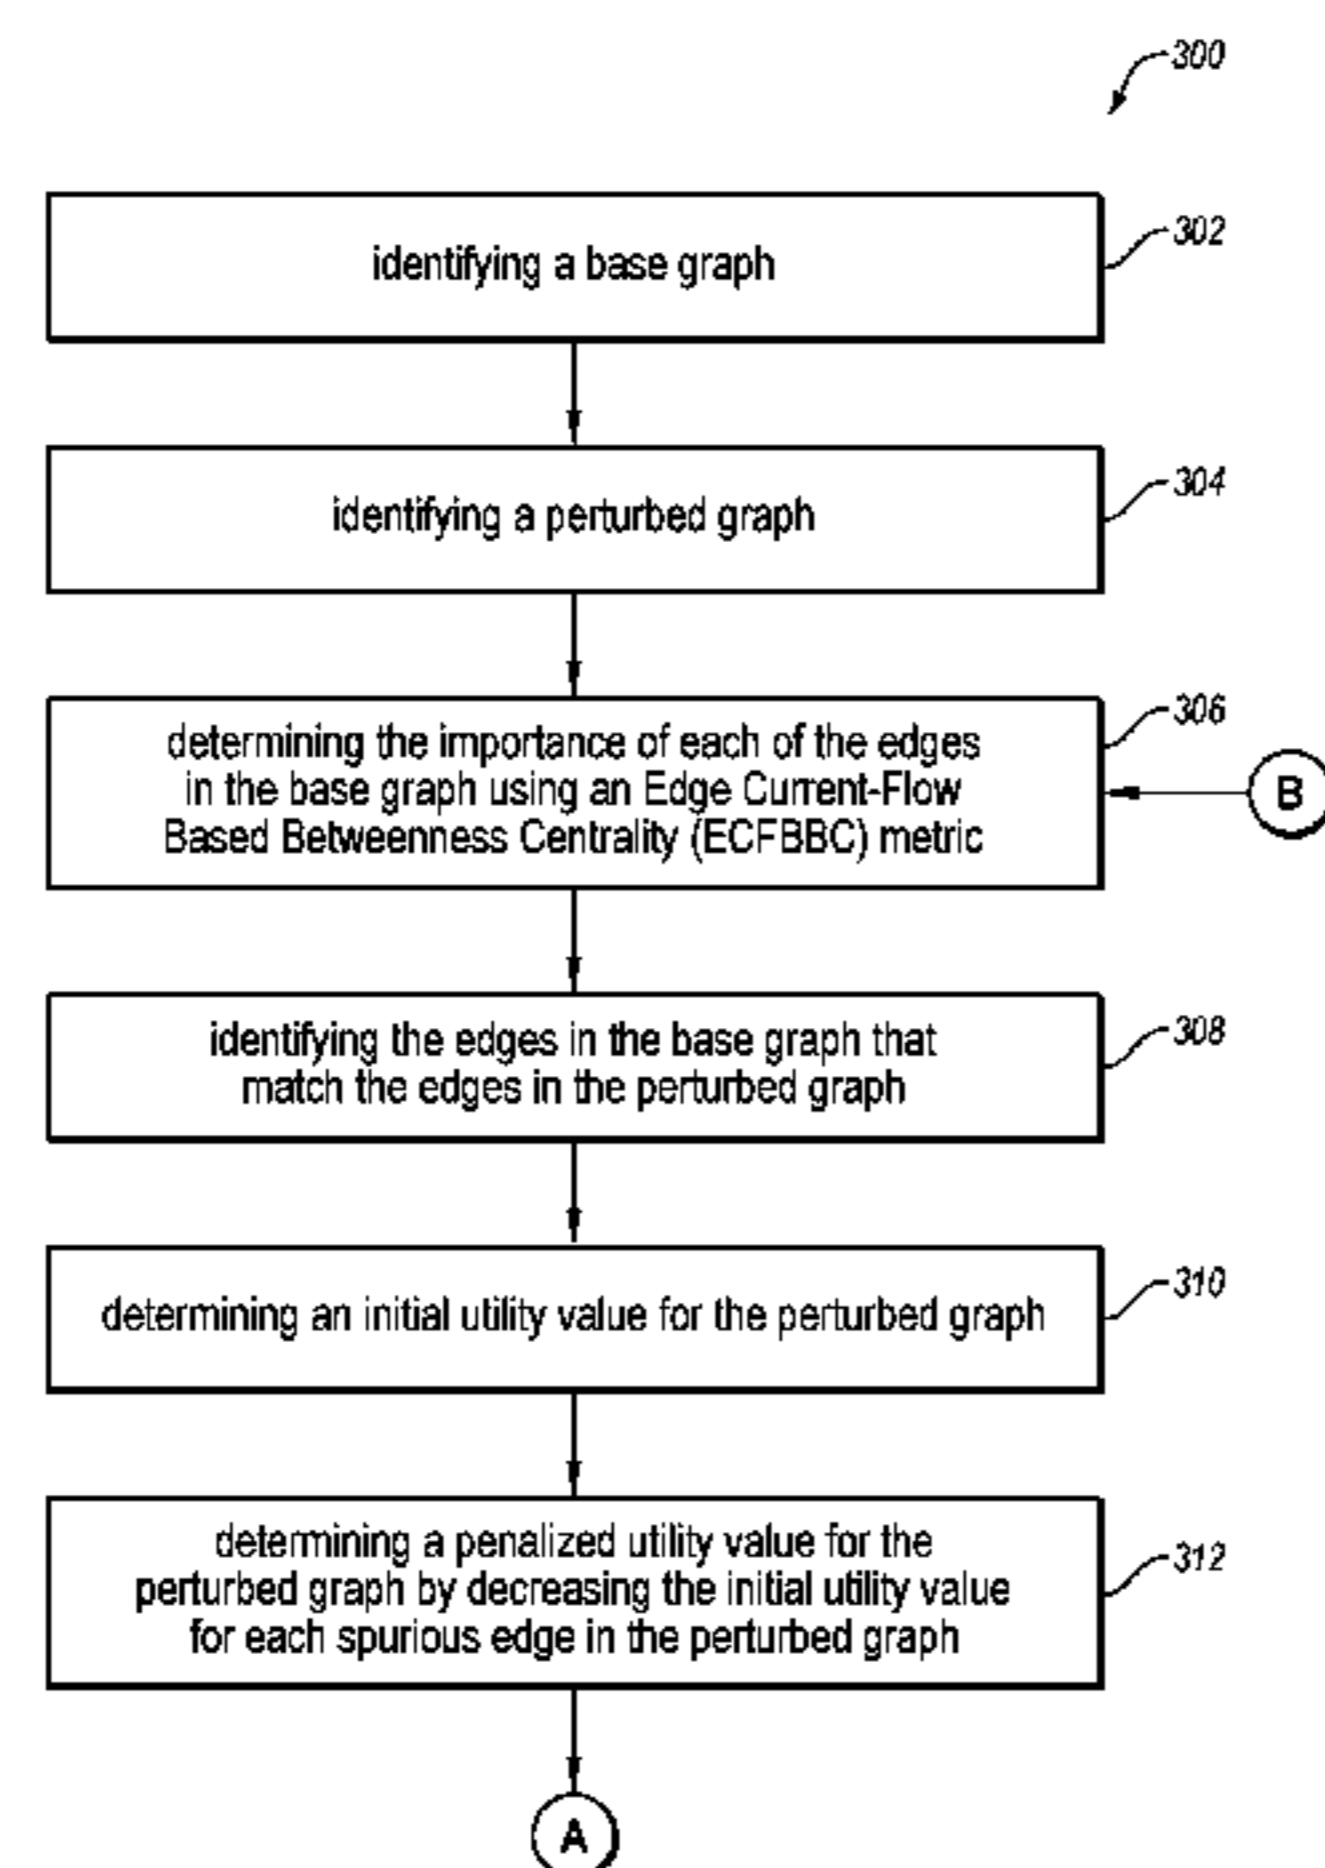 300
identifying a base graph
302
identifying a perturbed graph
304
determining the importance of each of the edges
in the base graph using an Edge Current-Flow
Based Betweenness Centrality (ECFBBC) metric
306
B
identifying the edges in the base graph that
match the edges in the perturbed graph
308
determining an initial utility value for the perturbed graph
310
determining a penalized utility value for the
perturbed graph by decreasing the initial utility value
for each spurious edge in the perturbed graph
312
A